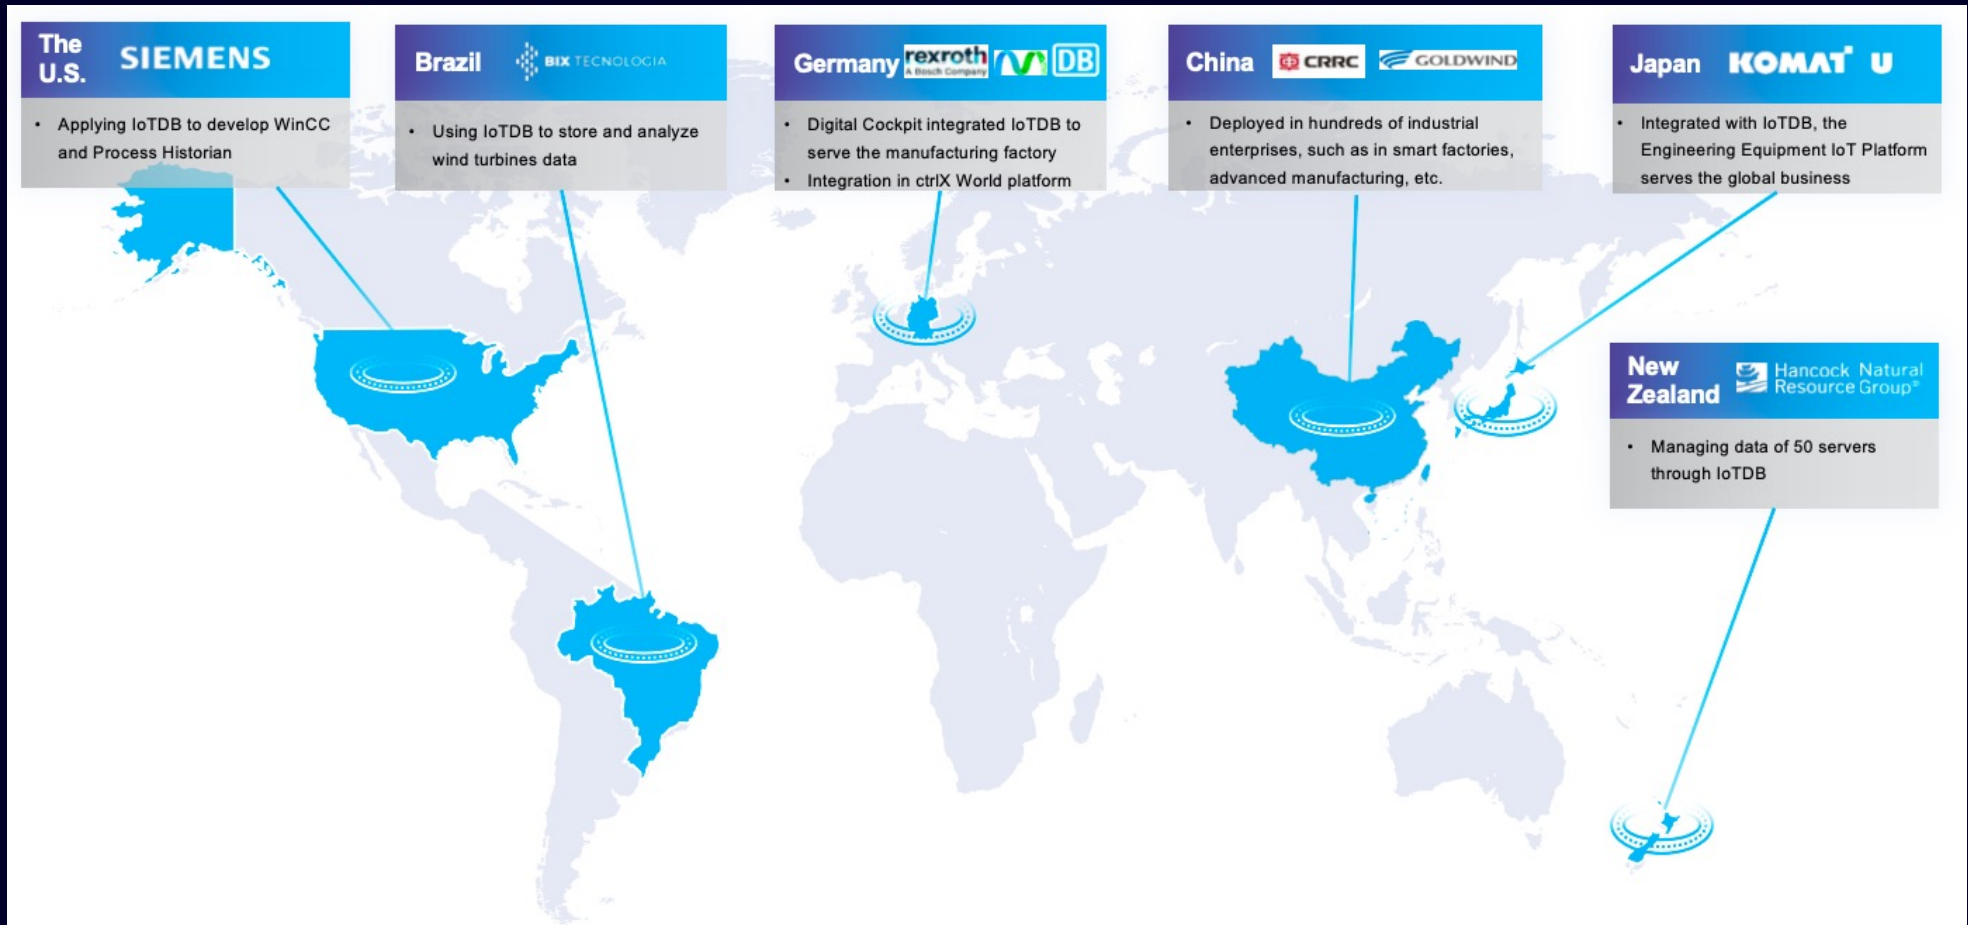 The
U.S.
SIEMENS
• Applying IoTDB to develop WinCC
and Process Historian
Brazil
BIX TECNOLOGIA
• Using IoTDB to store and analyze
wind turbines data
Germany
rexroth
A Bosch Company
DB
• Digital Cockpit integrated IoTDB to
serve the manufacturing factory
• Integration in ctrlX World platform
China
CRRC
GOLDWIND
• Deployed in hundreds of industrial
enterprises, such as in smart factories,
advanced manufacturing, etc.
Japan
KOMAT U
• Integrated with IoTDB, the
Engineering Equipment IoT Platform
serves the global business
New
Zealand
Hancock Natural
Resource Group®
• Managing data of 50 servers
through IoTDB